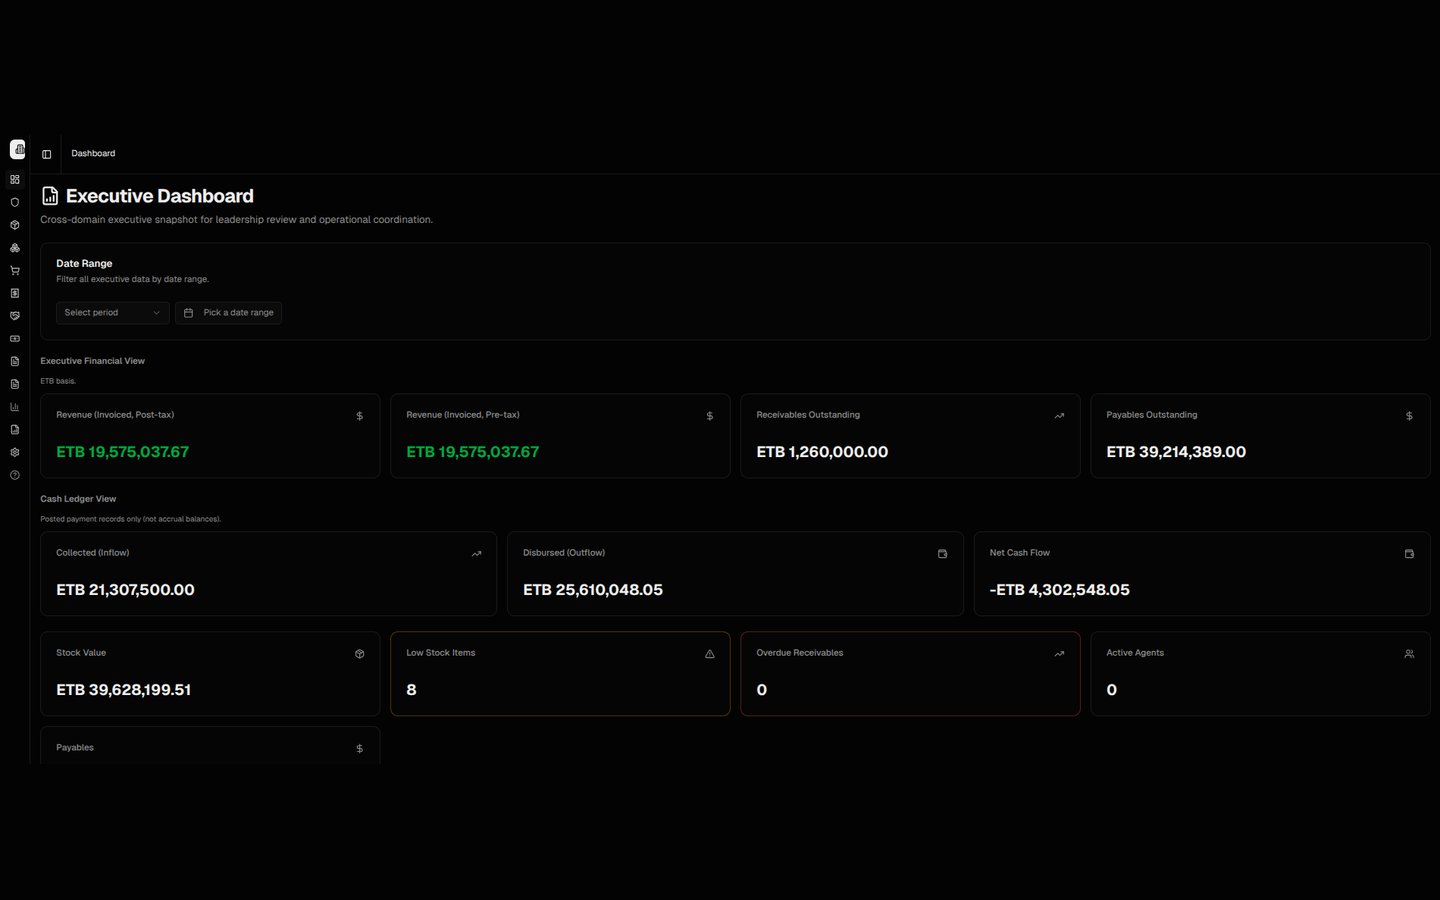 Dashboard
Executive Dashboard
Cross-domain executive snapshot for leadership review and operational coordination.
Date Range
Filter all executive data by date range.
Select period
Pick a date range
Executive Financial View
ETB basis.
Revenue (Invoiced, Post-tax)
ETB 19,575,037.67
Revenue (Invoiced, Pre-tax)
ETB 19,575,037.67
Receivables Outstanding
ETB 1,260,000.00
Payables Outstanding
ETB 39,214,389.00
Cash Ledger View
Posted payment records only (not accrual balances).
Collected (Inflow)
ETB 21,307,500.00
Disbursed (Outflow)
ETB 25,610,048.05
Net Cash Flow
-ETB 4,302,548.05
Stock Value
ETB 39,628,199.51
Low Stock Items
8
Overdue Receivables
0
Active Agents
0
Payables